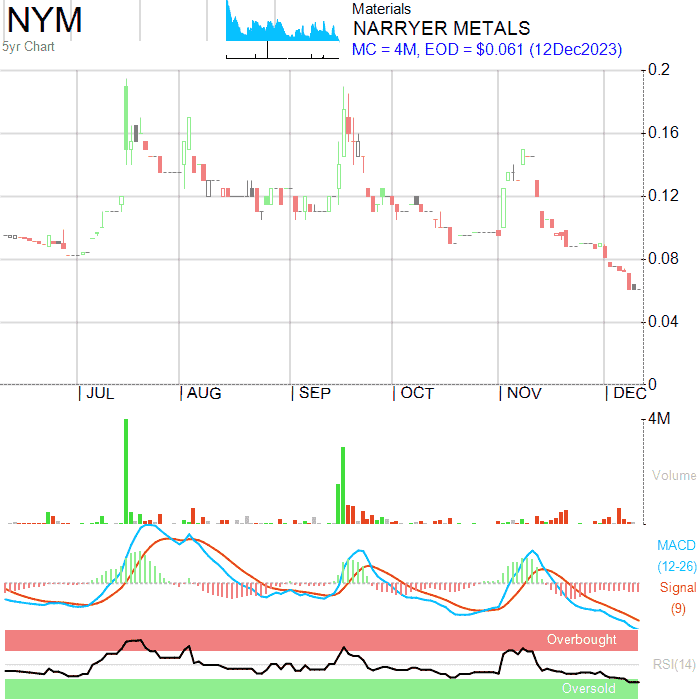 NYM
5yr Chart
Materials
NARRYER METALS
MC = 4M, EOD = $0.061 (12Dec2023)
0.2
0.16
0.12
0.08
0.04
0
JUL
AUG
SEP
OCT
NOV
DEC
4M
Volume
MACD
(12-26)
Signal
(9)
Overbought
RSI(14)
Oversold